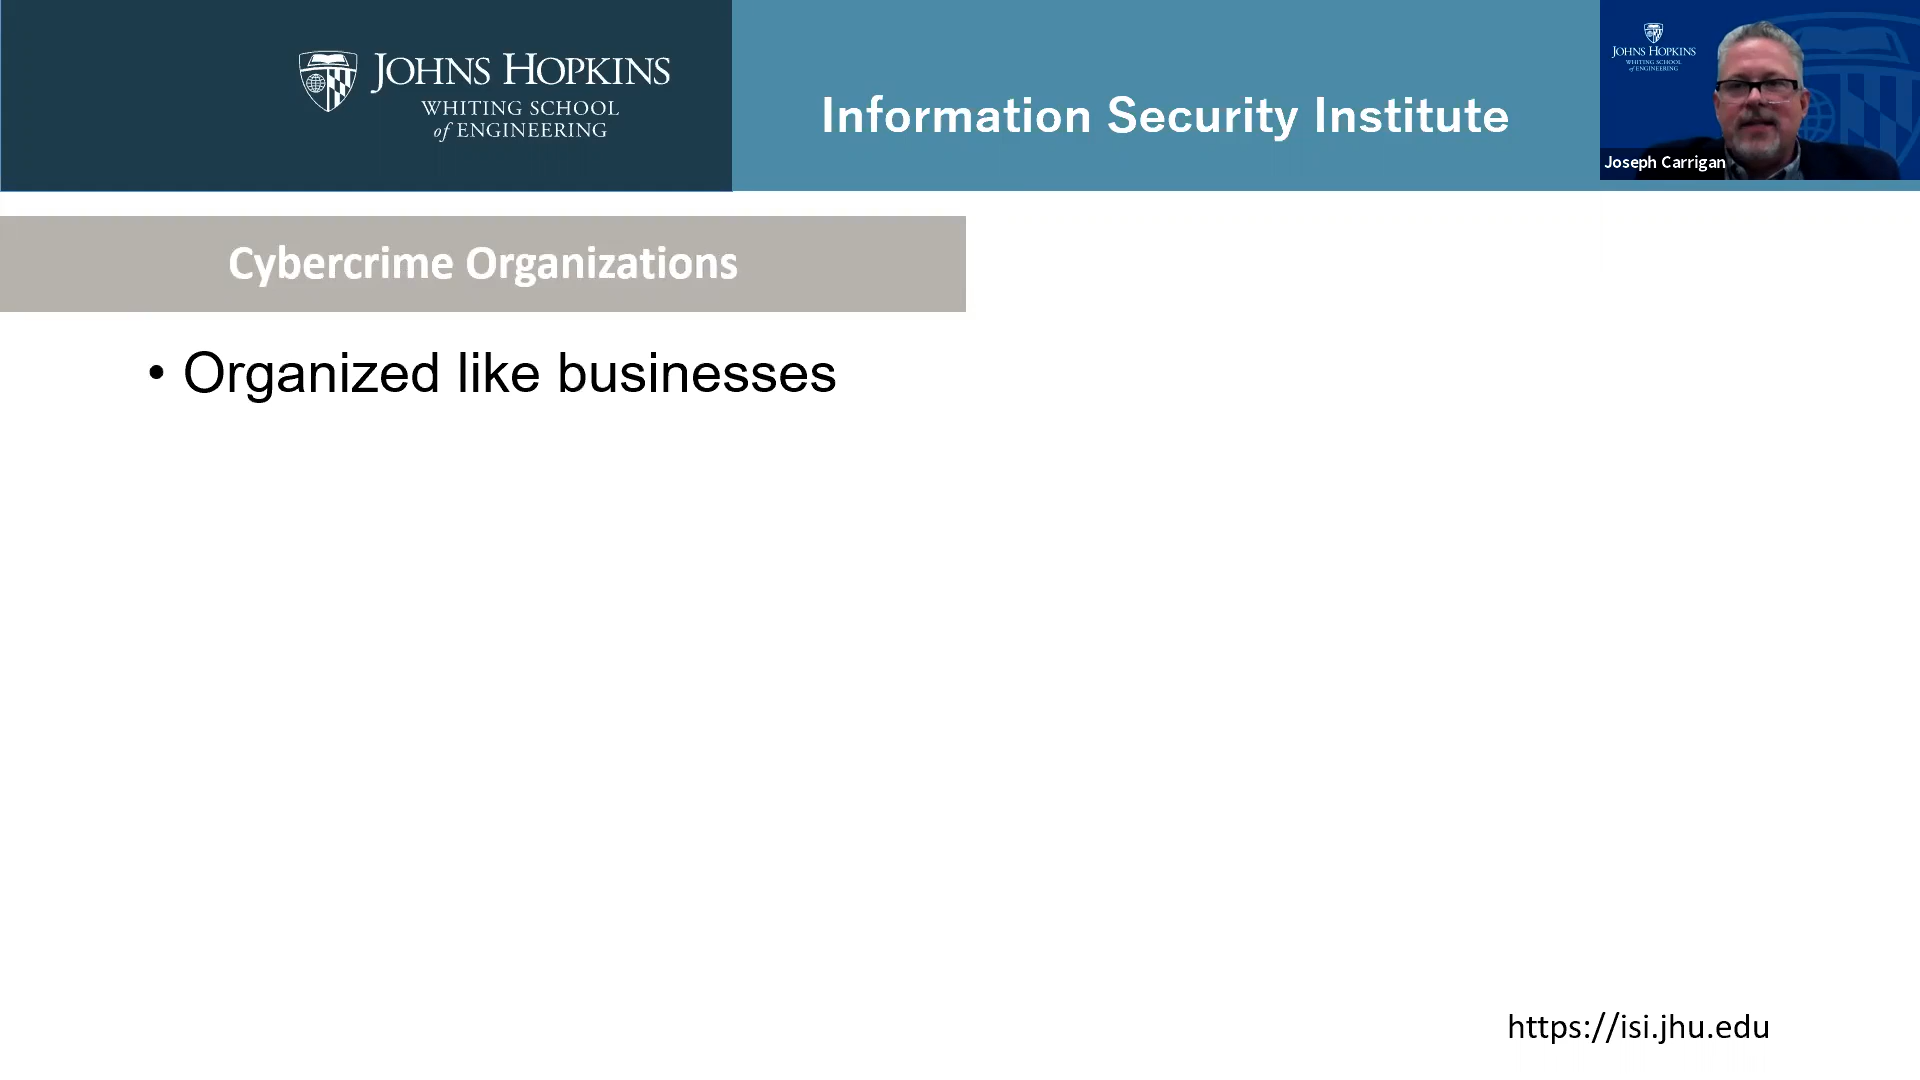 JOHNS HOPKINS
WHITING SCHOOL
of ENGINEERING
Information Security Institute
JOHNS HOPKINS
WHITING SCHOOL
of ENGINEERING
Joseph Carrigan
Cybercrime Organizations
• Organized like businesses
https://isi.jhu.edu